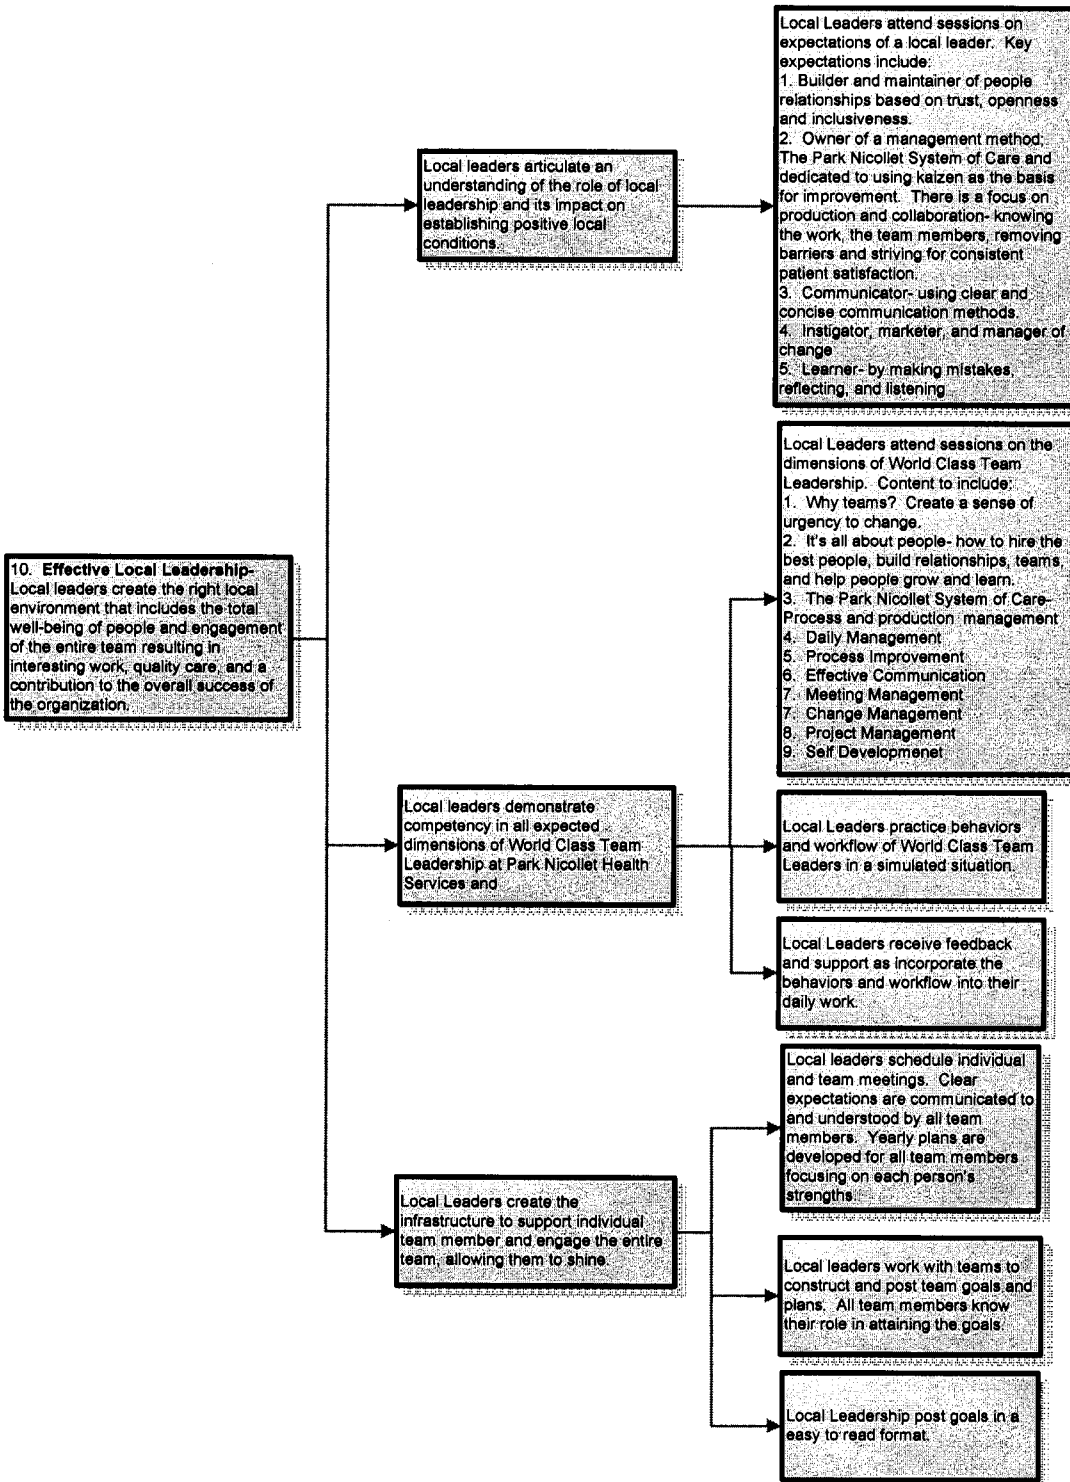 Local Leaders attend sessions on
expectations of a local leader. Key
expectations include:
1. Builder and maintainer of people
relationships based on trust, openness
and inclusiveness.
2. Owner of a management method;
The Park Nicollet System of Care and
dedicated to using kaizen as the basis
for improvement. There is a focus on
production and collaboration- knowing
the work, the team members, removing
barriers and striving for consistent
patient satisfaction.
3. Communicator- using clear and
concise communication methods.
4. Instigator, marketer, and manager of
change
5. Learner- by making mistakes,
reflecting, and listening
Local leaders articulate an
understanding of the role of local
leadership and its impact on
establishing positive local
conditions.
Local Leaders attend sessions on the
dimensions of World Class Team
Leadership. Content to include:
1. Why teams? Create a sense of
urgency to change.
2. It's all about people- how to hire the
best people, build relationships, teams,
and help people grow and learn.
3. The Park Nicollet System of Care-
Process and production management
4. Daily Management
5. Process Improvement
6. Effective Communication
7. Meeting Management
7. Change Management
8. Project Management
9. Self Developmenet
10. Effective Local Leadership-
Local leaders create the right local
environment that includes the total
well-being of people and engagement
of the entire team resulting in
interesting work, quality care, and a
contribution to the overall success of
the organization.
Local leaders demonstrate
competency in all expected
dimensions of World Class Team
Leadership at Park Nicollet Health
Services and
Local Leaders practice behaviors
and workflow of World Class Team
Leaders in a simulated situation.
Local Leaders receive feedback
and support as incorporate the
behaviors and workflow into their
daily work.
Local leaders schedule individual
and team meetings. Clear
expectations are communicated to
and understood by all team
members. Yearly plans are
developed for all team members
focusing on each person's
strengths.
Local Leaders create the
infrastructure to support individual
team member and engage the entire
team, allowing them to shine.
Local leaders work with teams to
construct and post team goals and
plans. All team members know
their role in attaining the goals.
Local Leadership post goals in a
easy to read format.